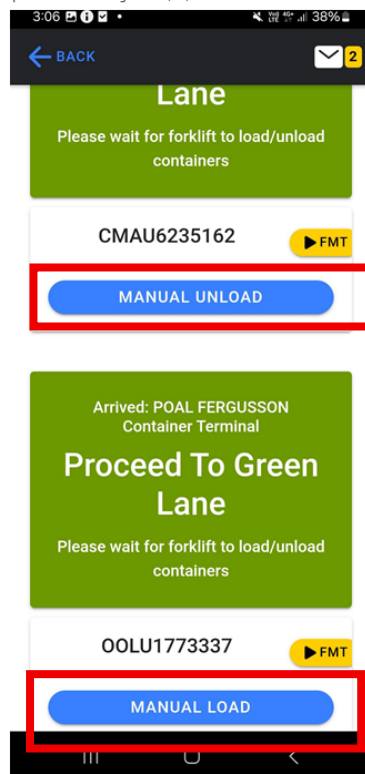 3:06
38%
BACK
2
Lane
Please wait for forklift to load/unload
containers
CMAU6235162
FMT
MANUAL UNLOAD
Arrived: POAL FERGUSSON
Container Terminal
Proceed To Green
Lane
Please wait for forklift to load/unload
containers
OOLU1773337
FMT
MANUAL LOAD